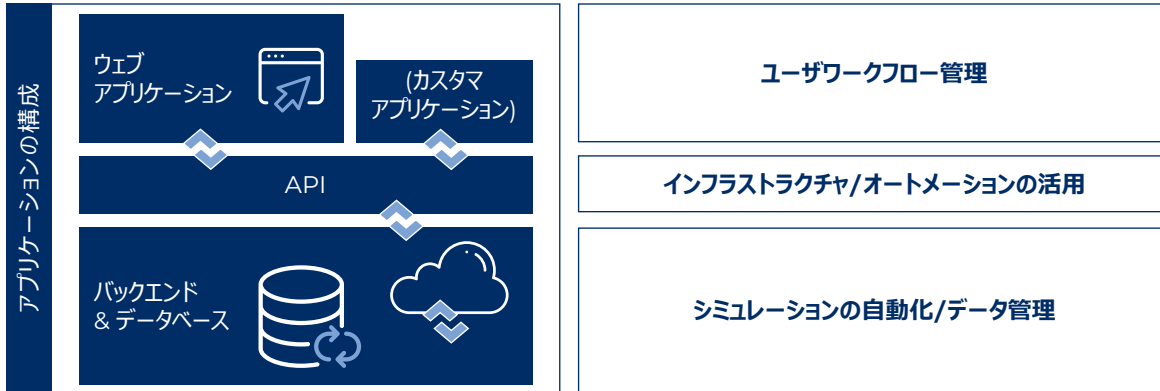 アプリケーションの構成
ウェブ
アプリケーション
(カスタマ
アプリケーション)
ユーザワークフロー管理
API
インフラストラクチャ/オートメーションの活用
バックエンド
& データベース
シミュレーションの自動化/データ管理